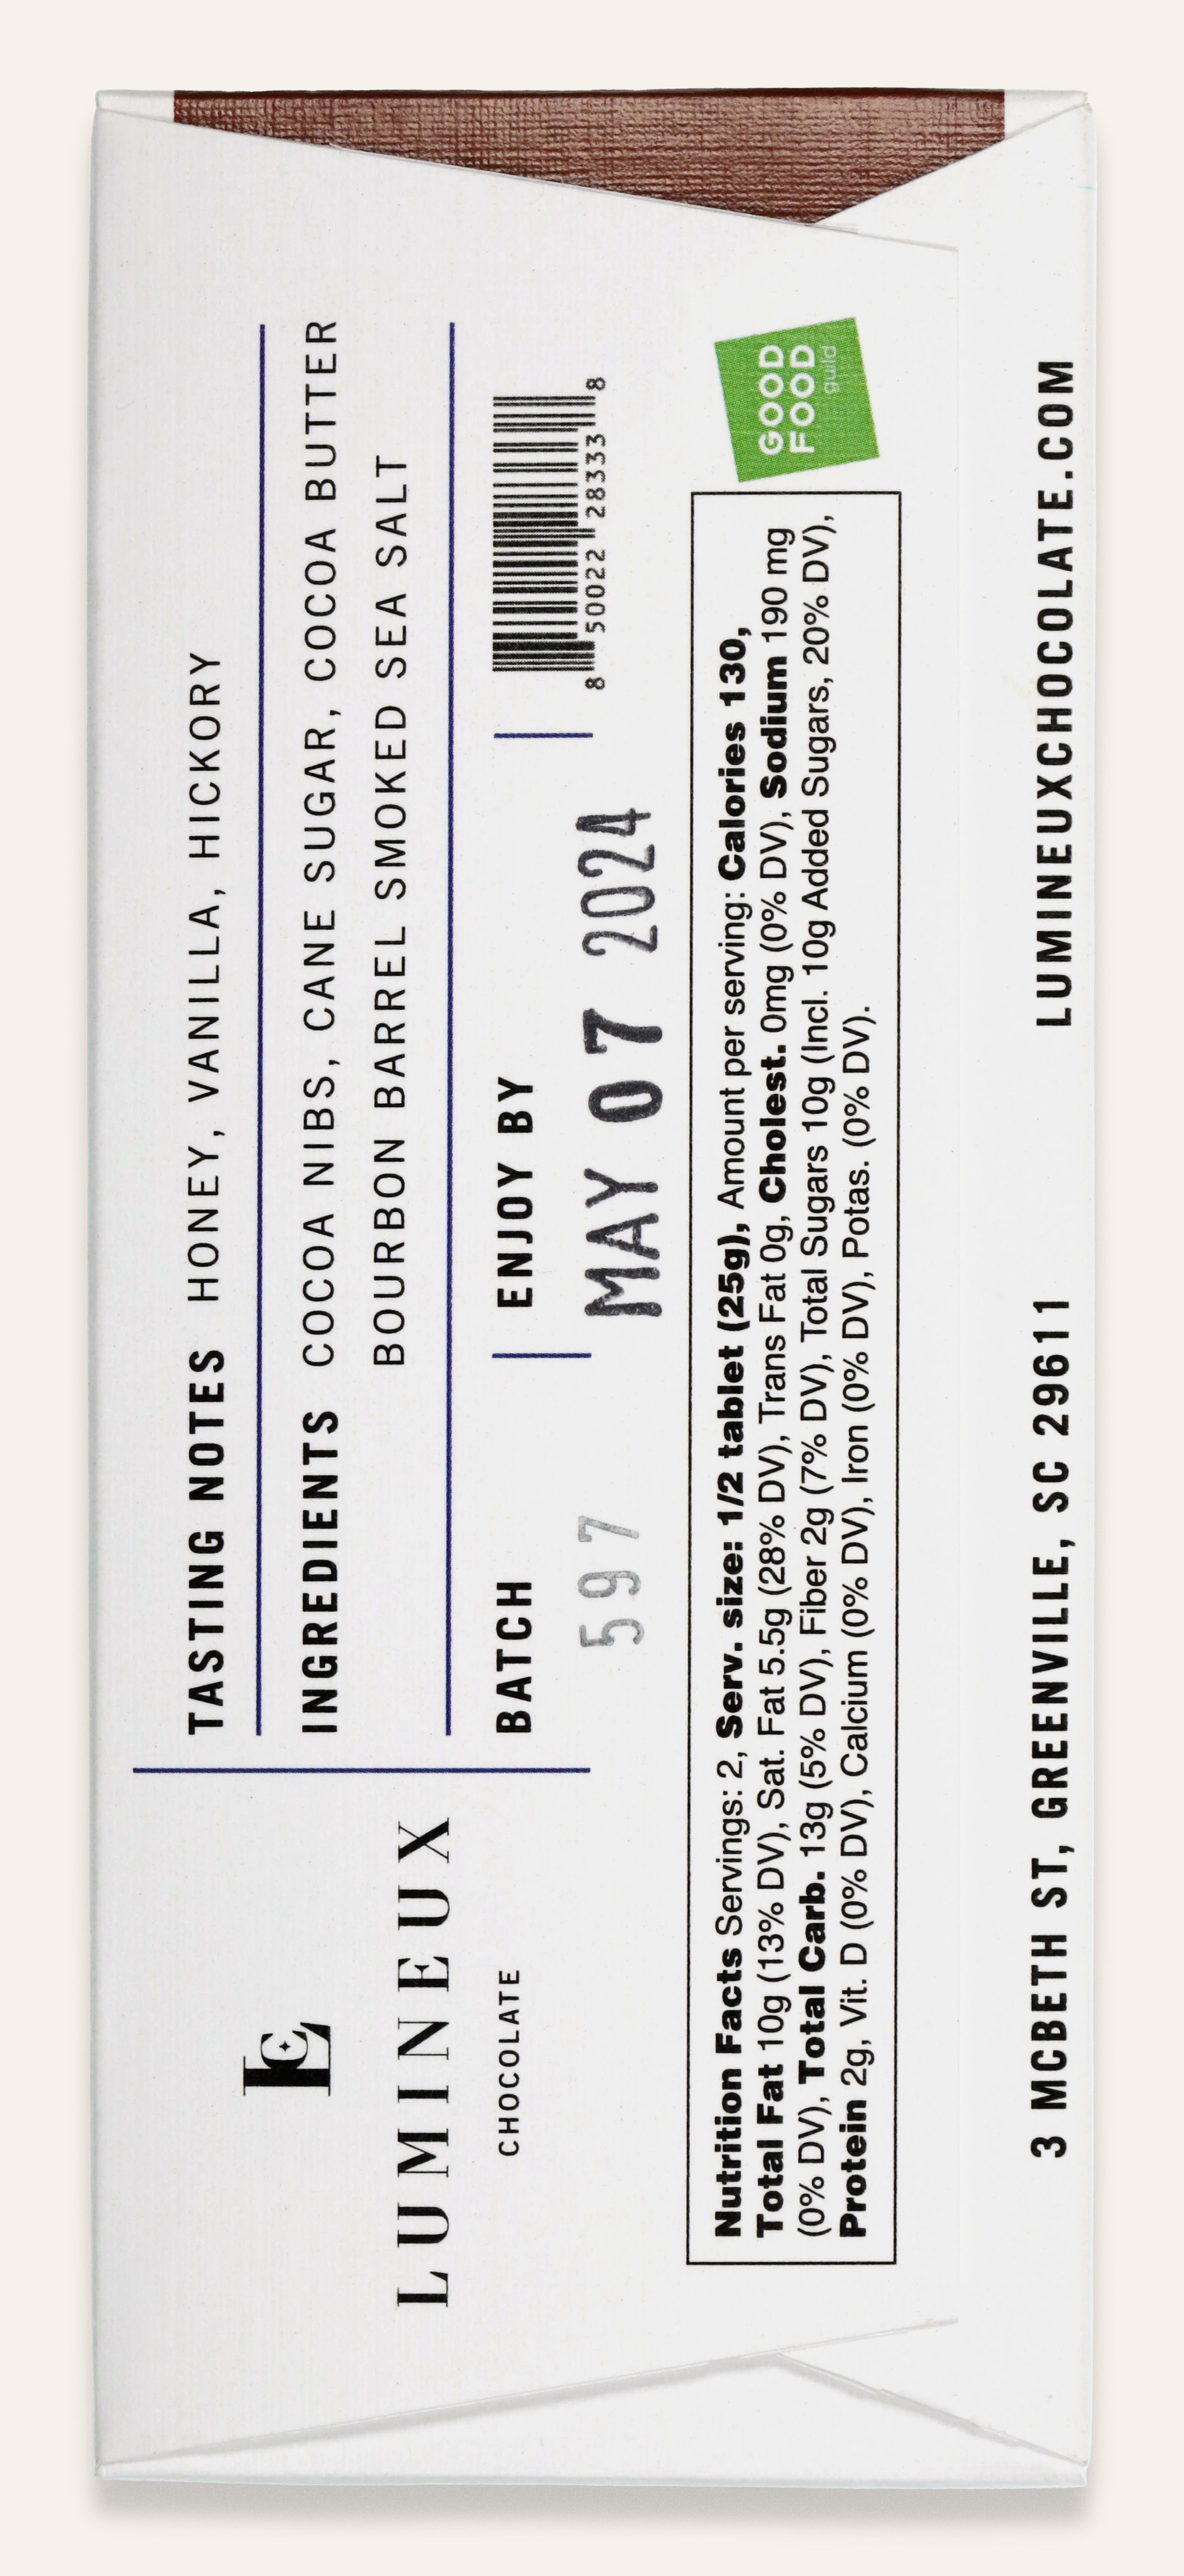 TASTING NOTES HONEY, VANILLA, HICKORY
INGREDIENTS COCOA NIBS, CANE SUGAR, COCOA BUTTER
BOURBON BARREL SMOKED SEA SALT
LE
LUMINEUX
CHOCOLATE
BATCH
597
ENJOY BY
MAY 07 2024
8 50022 28333 8
Nutrition Facts Servings: 2, Serv. size: 1/2 tablet (25g), Amount per serving: Calories 130,
Total Fat 10g (13% DV), Sat. Fat 5.5g (28% DV), Trans Fat 0g, Cholest. 0mg (0% DV), Sodium 190 mg
(0% DV), Total Carb. 13g (5% DV), Fiber 2g (7% DV), Total Sugars 10g (Incl. 10g Added Sugars, 20% DV),
Protein 2g, Vit. D (0% DV), Calcium (0% DV), Iron (0% DV), Potas. (0% DV).
GOOD
FOOD
guild
3 MCBETH ST, GREENVILLE, SC 29611
LUMINEUXCHOCOLATE.COM